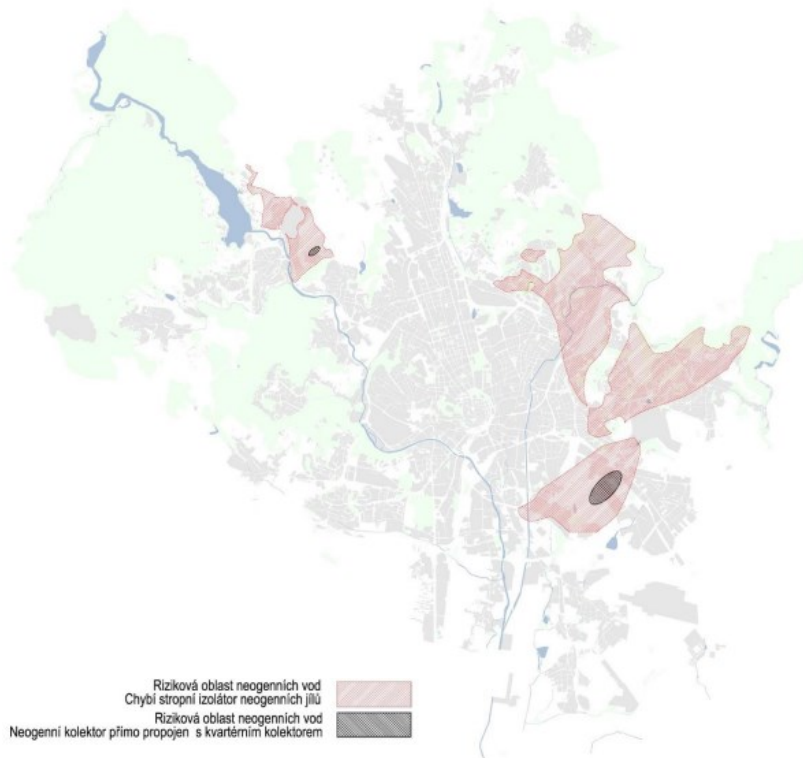 Riziková oblast neogenních vod
Chybí stropní izolátor neogenních jílů
Riziková oblast neogenních vod
Neogenní kolektor přímo propojen s kvartérním kolektorem